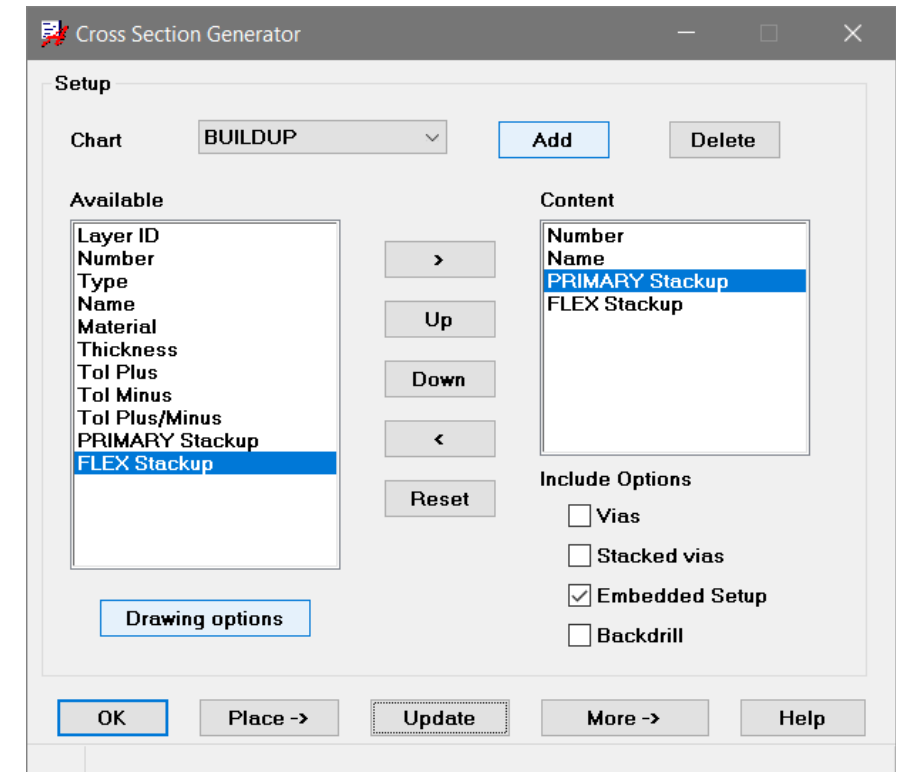 Cross Section Generator
Setup
Chart BUILDUP Add Delete
Available
Layer ID
Number
Type
Name
Material
Thickness
Tol Plus
Tol Minus
Tol Plus/Minus
PRIMARY Stackup
FLEX Stackup
>
Up
Down
<
Reset
Content
Number
Name
PRIMARY Stackup
FLEX Stackup
Include Options
Vias
Stacked vias
Embedded Setup
Backdrill
Drawing options
OK Place -> Update More -> Help